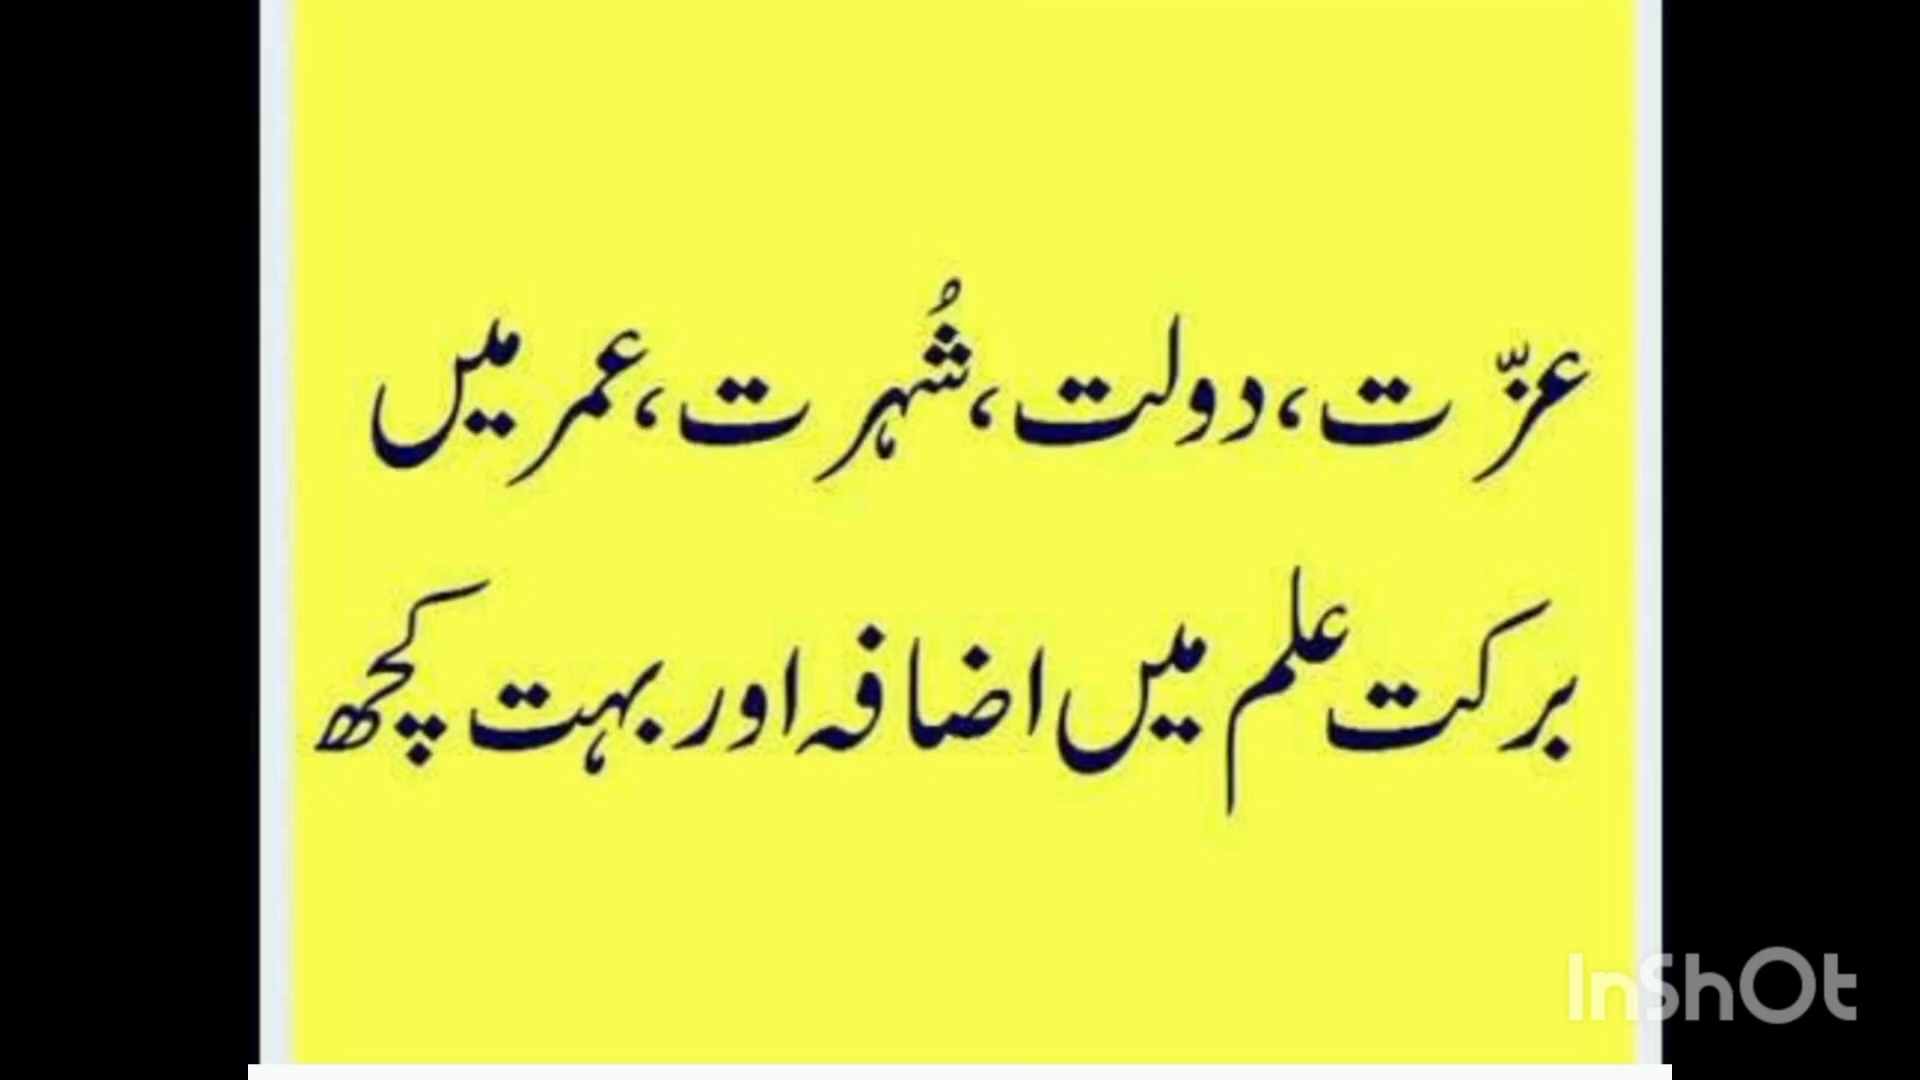 عزّت، دولت، شُہرت، عمر میں
برکت علم میں اضافہ اور بہت کچھ
InShOt